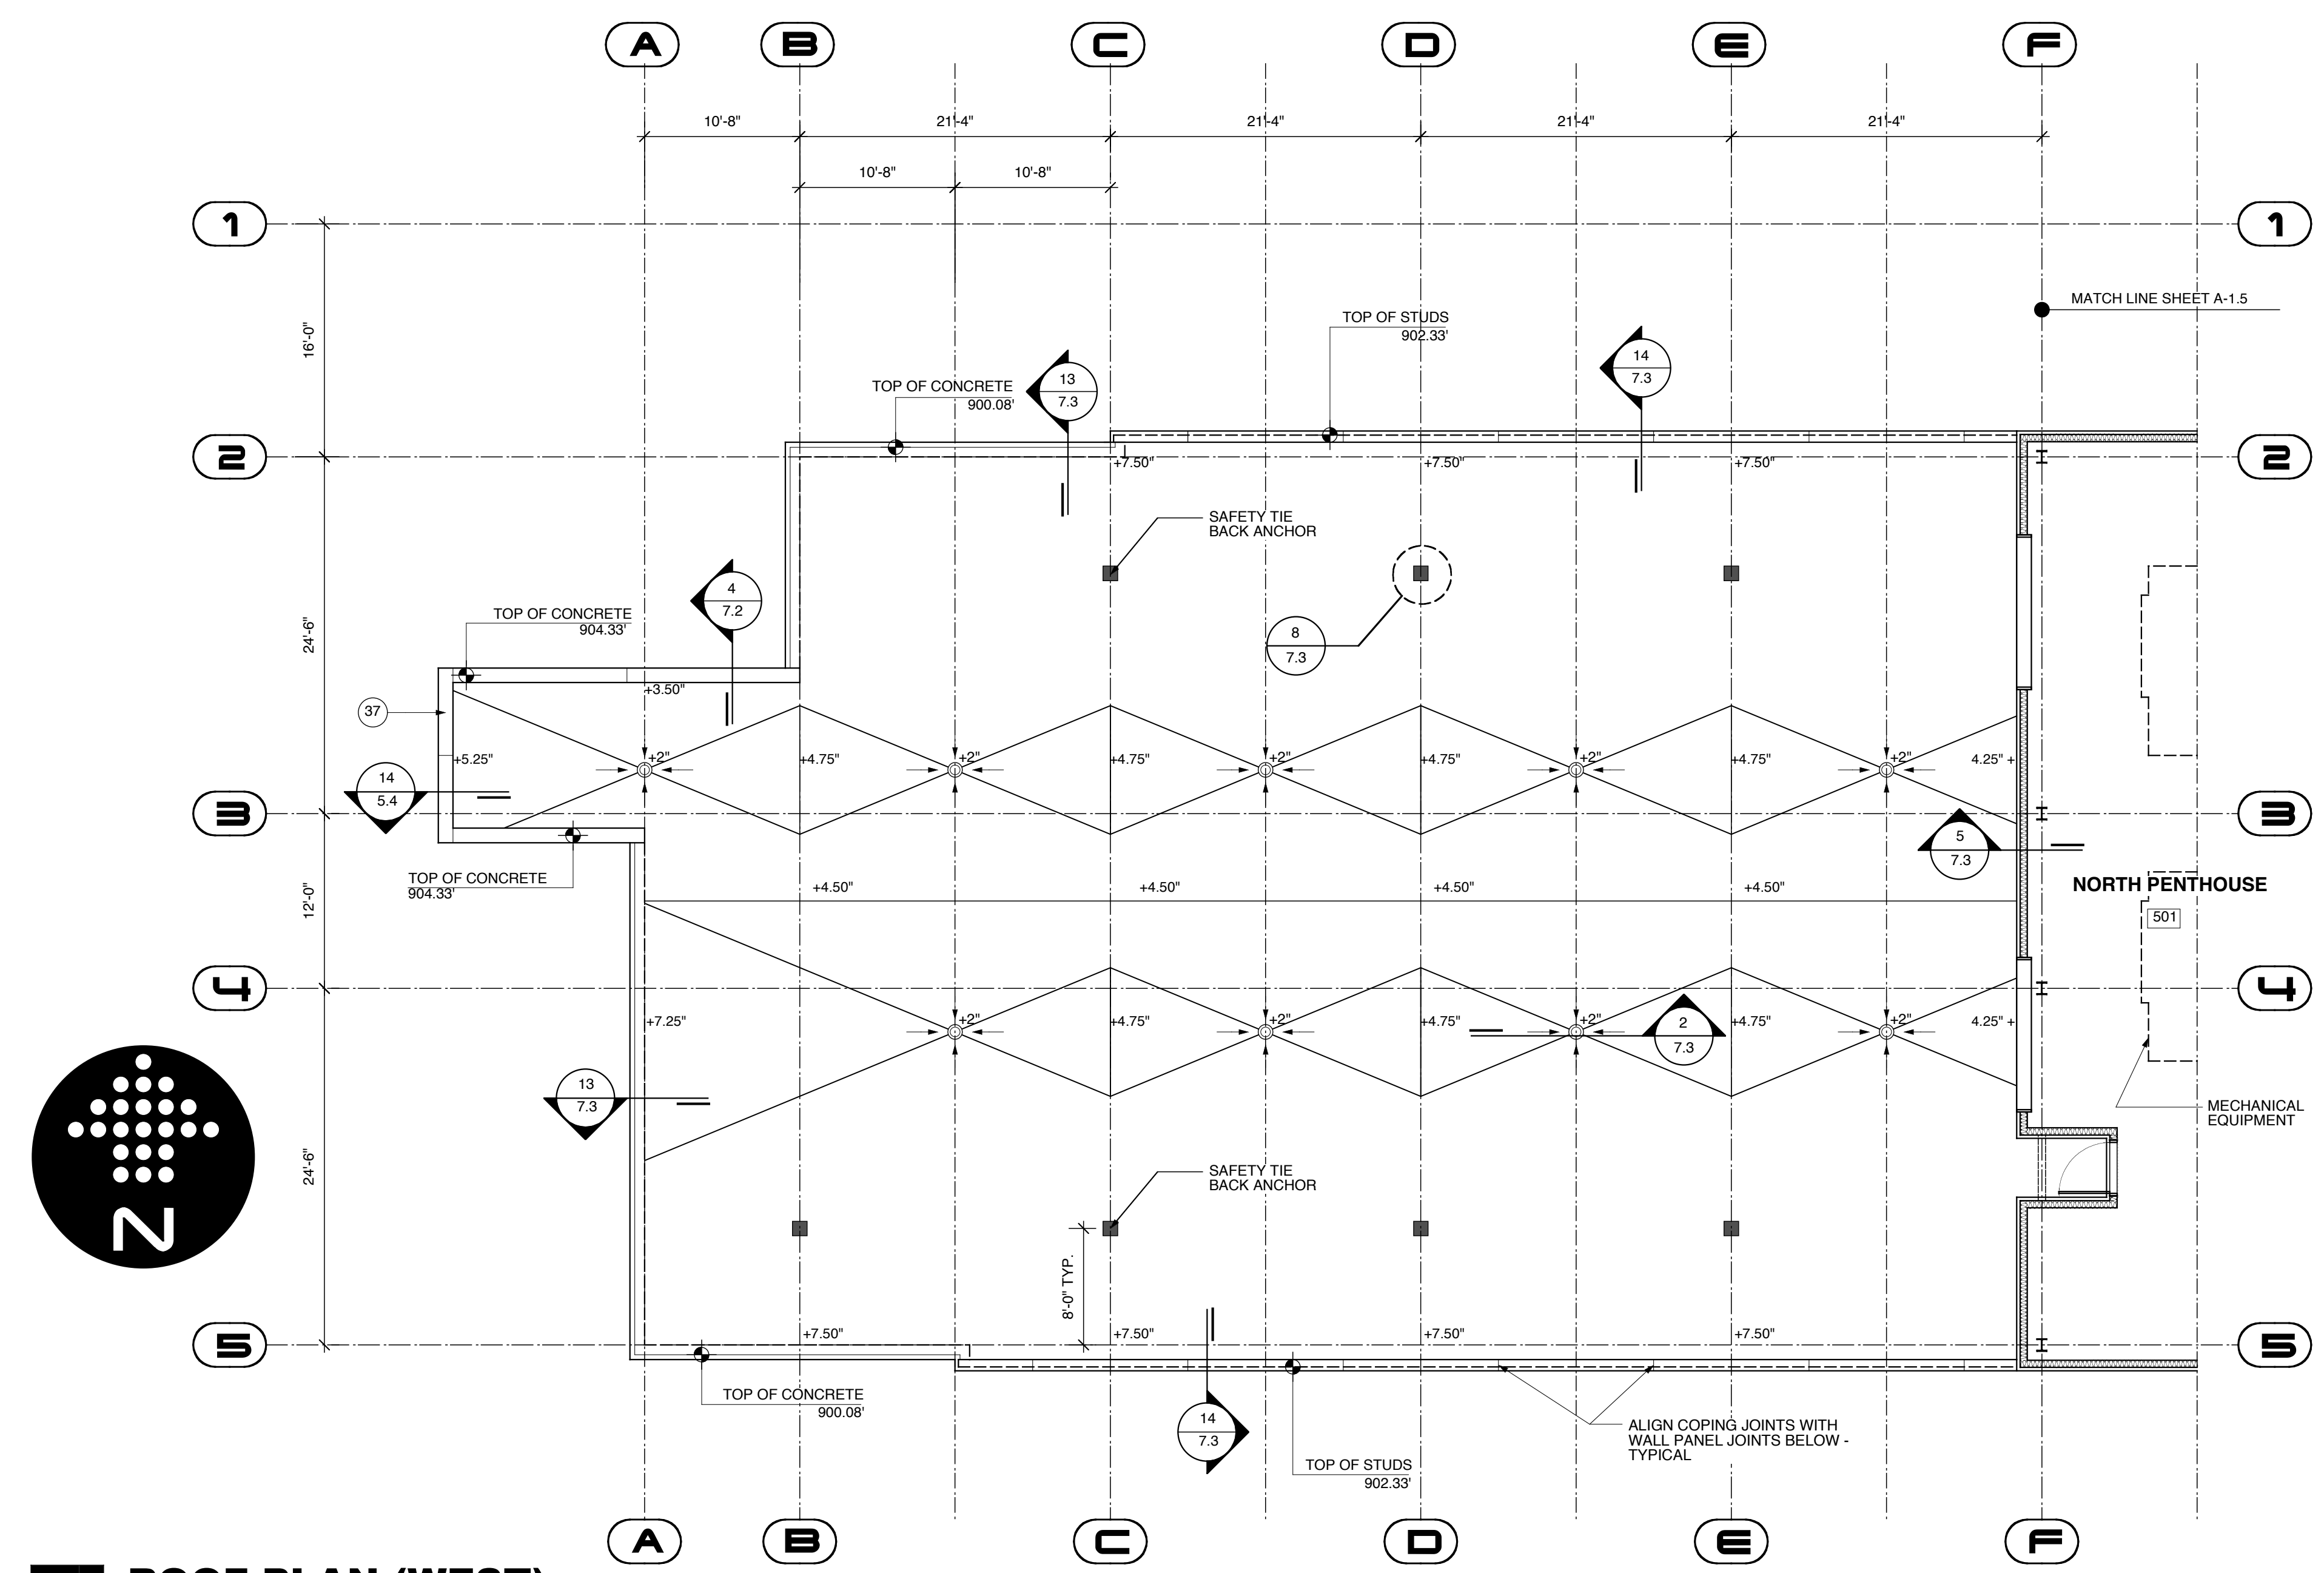 A B C D E F
10'-8" 21'-4" 21'-4" 21'-4" 21'-4"
10'-8" 10'-8"
1 1
MATCH LINE SHEET A-1.5
16'-0"
TOP OF STUDS
902.33'
14
7.3
TOP OF CONCRETE
900.08'
13
7.3
2 2
+7.50" +7.50" +7.50"
SAFETY TIE
BACK ANCHOR
4
7.2
24'-6"
TOP OF CONCRETE
904.33'
8
7.3
+3.50"
37
+5.25" +2" +4.75" +2" +4.75" +2" +4.75" +2" +4.75" +2" 4.25" +
14
5.4
3 3
5
7.3
TOP OF CONCRETE
904.33'
12'-0"
+4.50" +4.50" +4.50" +4.50"
NORTH PENTHOUSE
501
4 4
+7.25" +2" +4.75" +2" +4.75" +2" +4.75" +2" 4.25" +
2
7.3
13
7.3
MECHANICAL
EQUIPMENT
N
24'-6"
SAFETY TIE
BACK ANCHOR
8'-0" TYP.
+7.50" +7.50" +7.50" +7.50"
5 5
TOP OF CONCRETE
900.08'
14
7.3
TOP OF STUDS
902.33'
ALIGN COPING JOINTS WITH
WALL PANEL JOINTS BELOW -
TYPICAL
A B C D E F
ROOF PLAN (WEST)